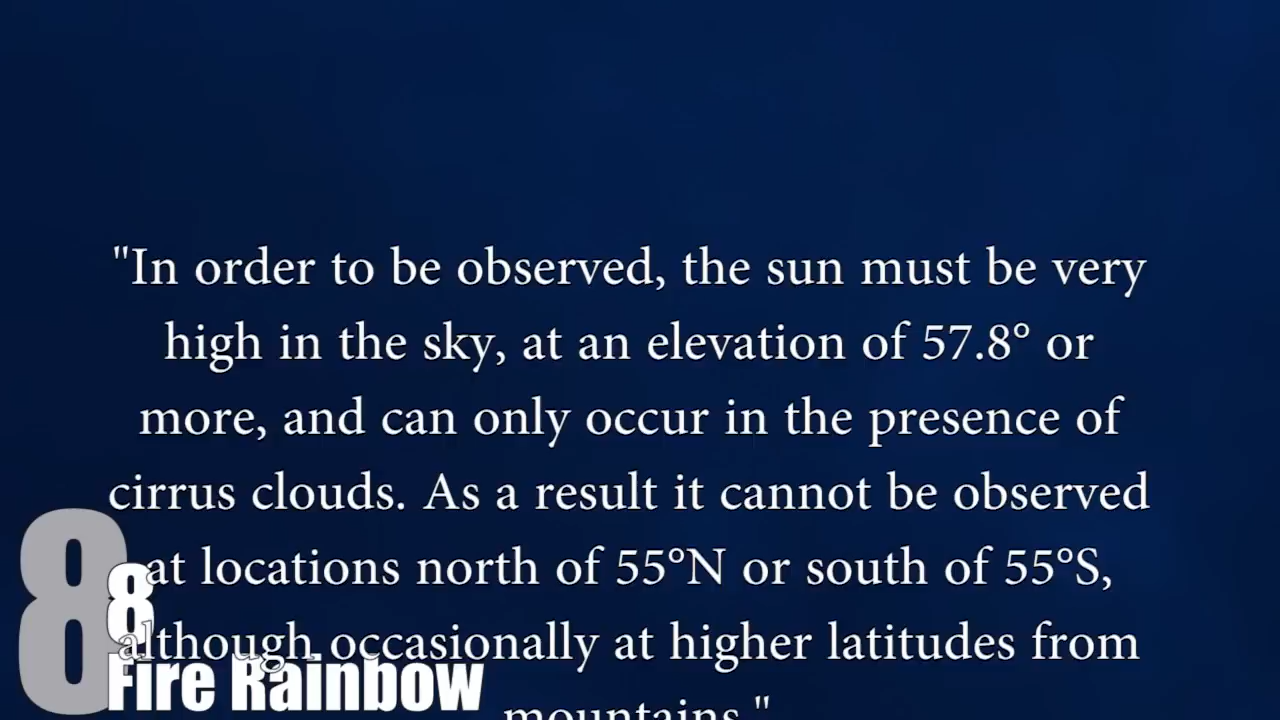 "In order to be observed, the sun must be very
high in the sky, at an elevation of 57.8° or
more, and can only occur in the presence of
cirrus clouds. As a result it cannot be observed
at locations north of 55°N or south of 55°S,
although occasionally at higher latitudes from
mountains."
8
8
Fire Rainbow